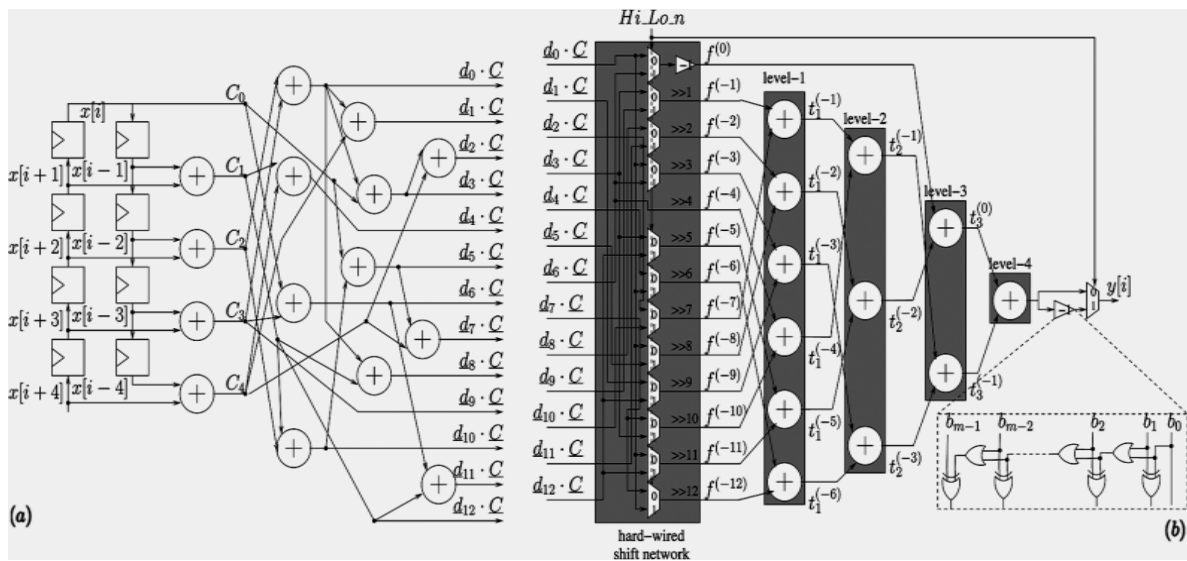 Hi_Lo_n
x[i]
x[i+1]
x[i−1]
x[i+2]
x[i−2]
x[i+3]
x[i−3]
x[i+4]
x[i−4]
C₀
C₁
C₂
C₃
C₄
d₀ · C
d₁ · C
d₂ · C
d₃ · C
d₄ · C
d₅ · C
d₆ · C
d₇ · C
d₈ · C
d₉ · C
d₁₀ · C
d₁₁ · C
d₁₂ · C
(a)
d₀ · C
d₁ · C
d₂ · C
d₃ · C
d₄ · C
d₅ · C
d₆ · C
d₇ · C
d₈ · C
d₉ · C
d₁₀ · C
d₁₁ · C
d₁₂ · C
>>1
>>2
>>3
>>4
>>5
>>6
>>7
>>8
>>9
>>10
>>11
>>12
hard−wired
shift network
f⁽⁰⁾
f⁽⁻¹⁾
f⁽⁻²⁾
f⁽⁻³⁾
f⁽⁻⁴⁾
f⁽⁻⁵⁾
f⁽⁻⁶⁾
f⁽⁻⁷⁾
f⁽⁻⁸⁾
f⁽⁻⁹⁾
f⁽⁻¹⁰⁾
f⁽⁻¹¹⁾
f⁽⁻¹²⁾
level−1
t₁⁽⁻¹⁾
t₁⁽⁻²⁾
t₁⁽⁻³⁾
t₁⁽⁻⁴⁾
t₁⁽⁻⁵⁾
t₁⁽⁻⁶⁾
level−2
t₂⁽⁻¹⁾
t₂⁽⁻²⁾
t₂⁽⁻³⁾
level−3
t₃⁽⁰⁾
t₃⁽⁻¹⁾
level−4
y[i]
bₘ₋₁
bₘ₋₂
b₂
b₁
b₀
(b)